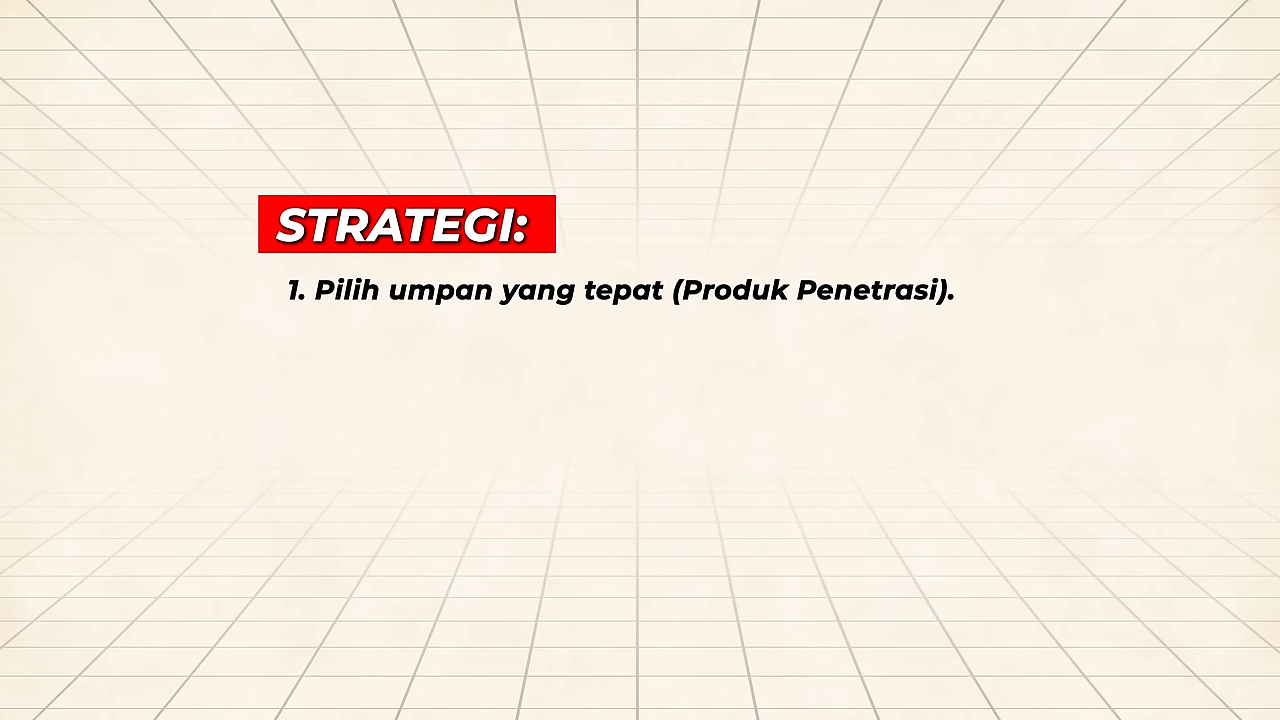 STRATEGI:
1. Pilih umpan yang tepat (Produk Penetrasi).